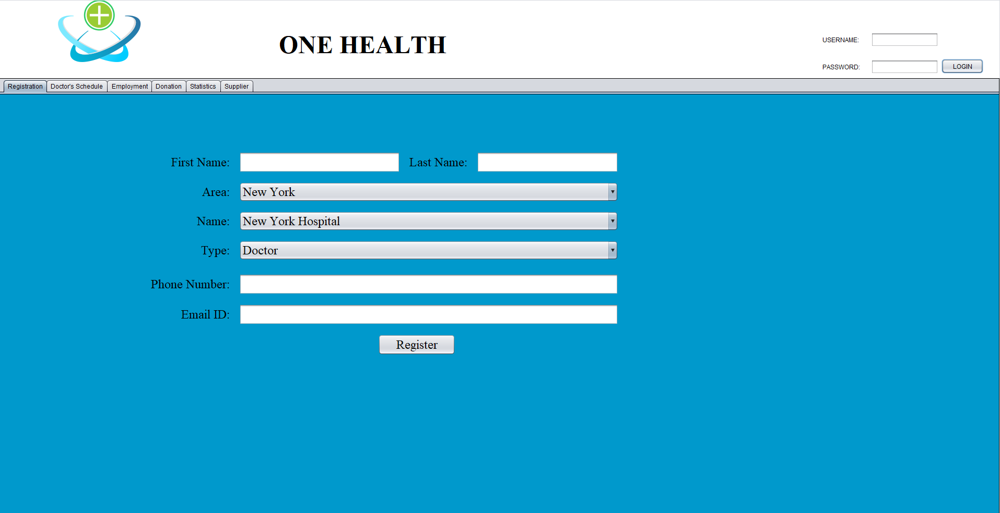 ONE HEALTH
USERNAME:
PASSWORD:
LOGIN
Registration Doctor's Schedule Employment Donation Statistics Supplier
First Name: Last Name:
Area: New York
Name: New York Hospital
Type: Doctor
Phone Number:
Email ID:
Register